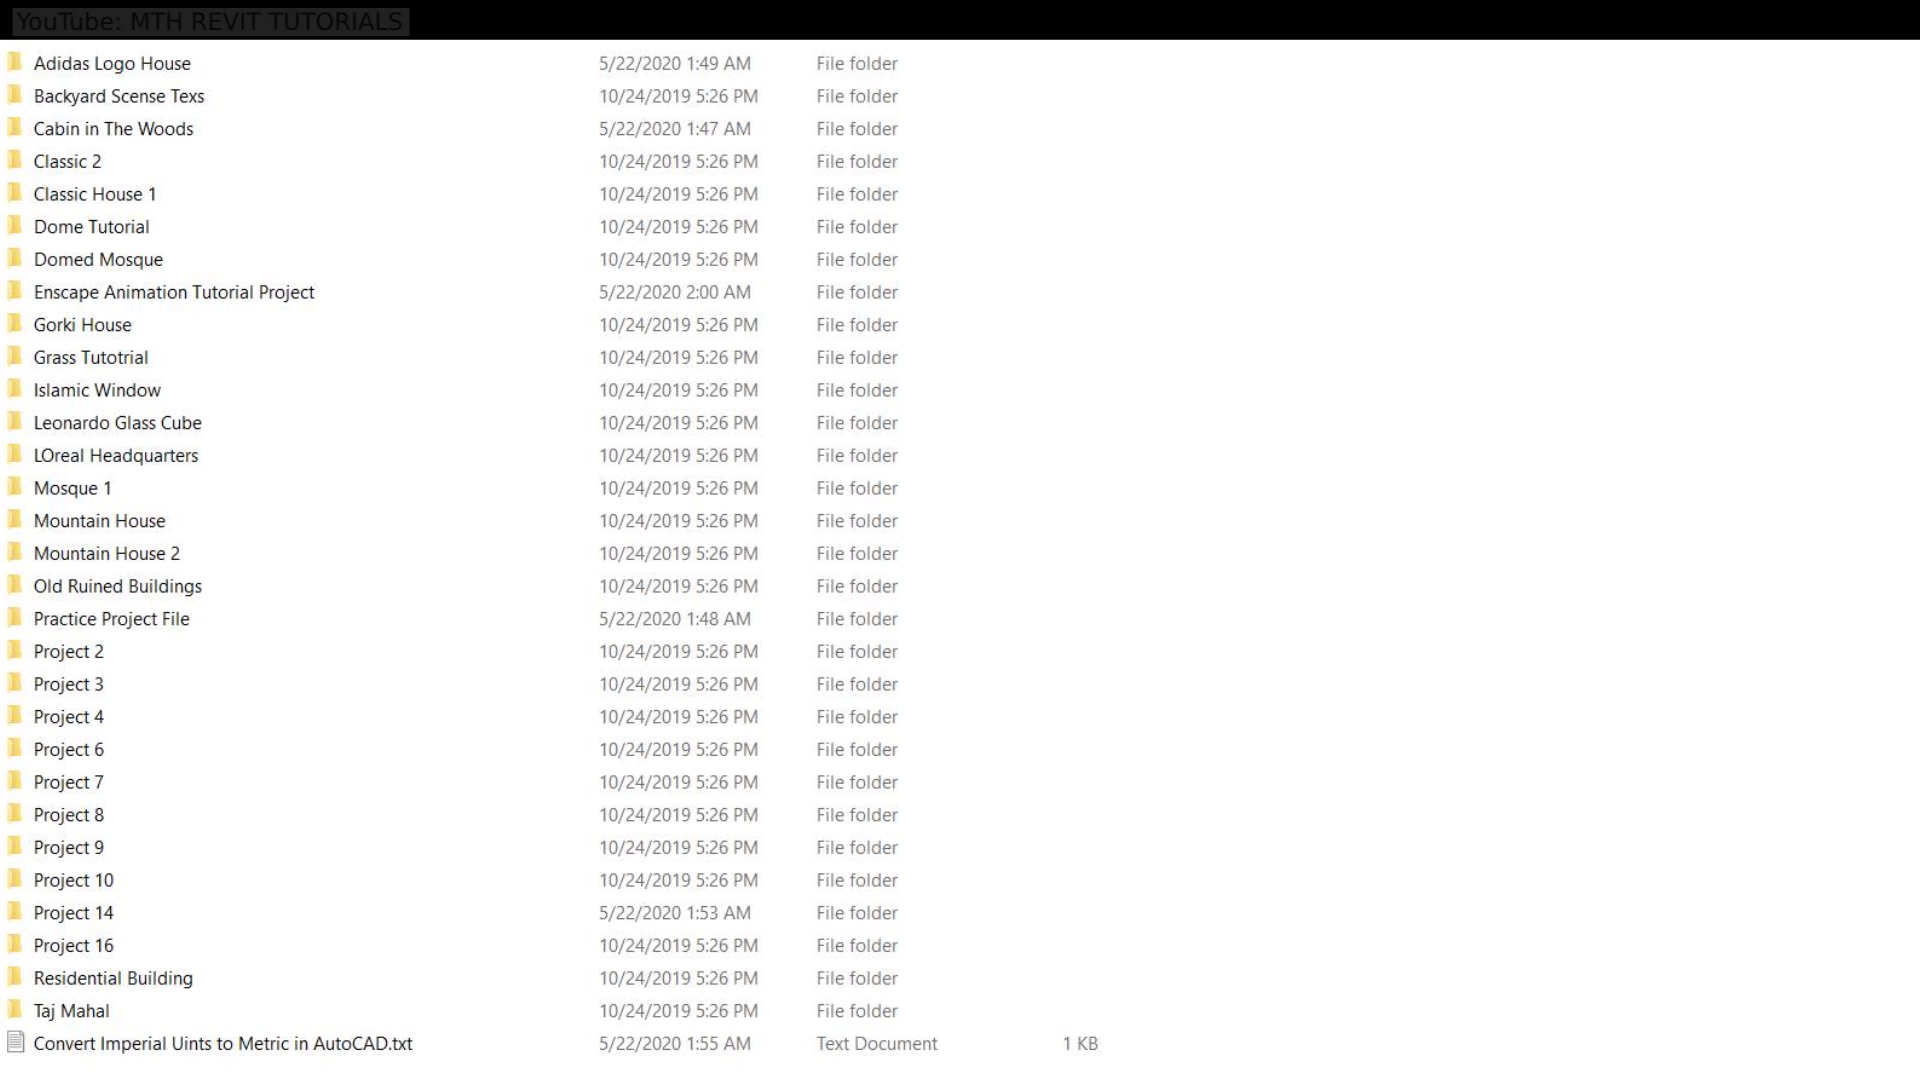 YouTube: MTH REVIT TUTORIALS
Adidas Logo House 5/22/2020 1:49 AM File folder
Backyard Scense Texs 10/24/2019 5:26 PM File folder
Cabin in The Woods 5/22/2020 1:47 AM File folder
Classic 2 10/24/2019 5:26 PM File folder
Classic House 1 10/24/2019 5:26 PM File folder
Dome Tutorial 10/24/2019 5:26 PM File folder
Domed Mosque 10/24/2019 5:26 PM File folder
Enscape Animation Tutorial Project 5/22/2020 2:00 AM File folder
Gorki House 10/24/2019 5:26 PM File folder
Grass Tutotrial 10/24/2019 5:26 PM File folder
Islamic Window 10/24/2019 5:26 PM File folder
Leonardo Glass Cube 10/24/2019 5:26 PM File folder
LOreal Headquarters 10/24/2019 5:26 PM File folder
Mosque 1 10/24/2019 5:26 PM File folder
Mountain House 10/24/2019 5:26 PM File folder
Mountain House 2 10/24/2019 5:26 PM File folder
Old Ruined Buildings 10/24/2019 5:26 PM File folder
Practice Project File 5/22/2020 1:48 AM File folder
Project 2 10/24/2019 5:26 PM File folder
Project 3 10/24/2019 5:26 PM File folder
Project 4 10/24/2019 5:26 PM File folder
Project 6 10/24/2019 5:26 PM File folder
Project 7 10/24/2019 5:26 PM File folder
Project 8 10/24/2019 5:26 PM File folder
Project 9 10/24/2019 5:26 PM File folder
Project 10 10/24/2019 5:26 PM File folder
Project 14 5/22/2020 1:53 AM File folder
Project 16 10/24/2019 5:26 PM File folder
Residential Building 10/24/2019 5:26 PM File folder
Taj Mahal 10/24/2019 5:26 PM File folder
Convert Imperial Uints to Metric in AutoCAD.txt 5/22/2020 1:55 AM Text Document 1 KB